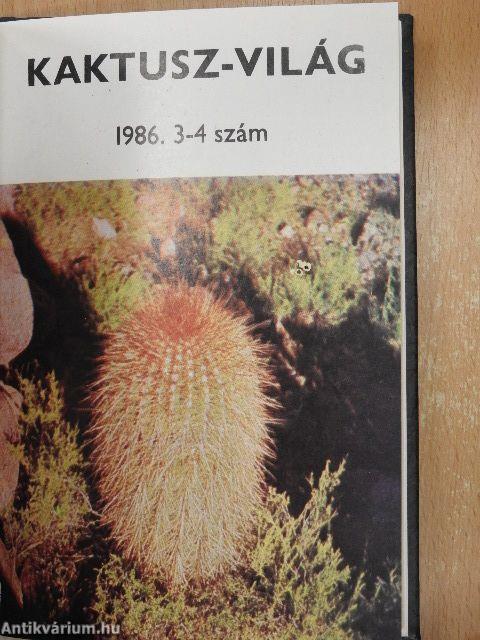 KAKTUSZ-VILÁG
1986. 3-4 szám
Antikvárium.hu